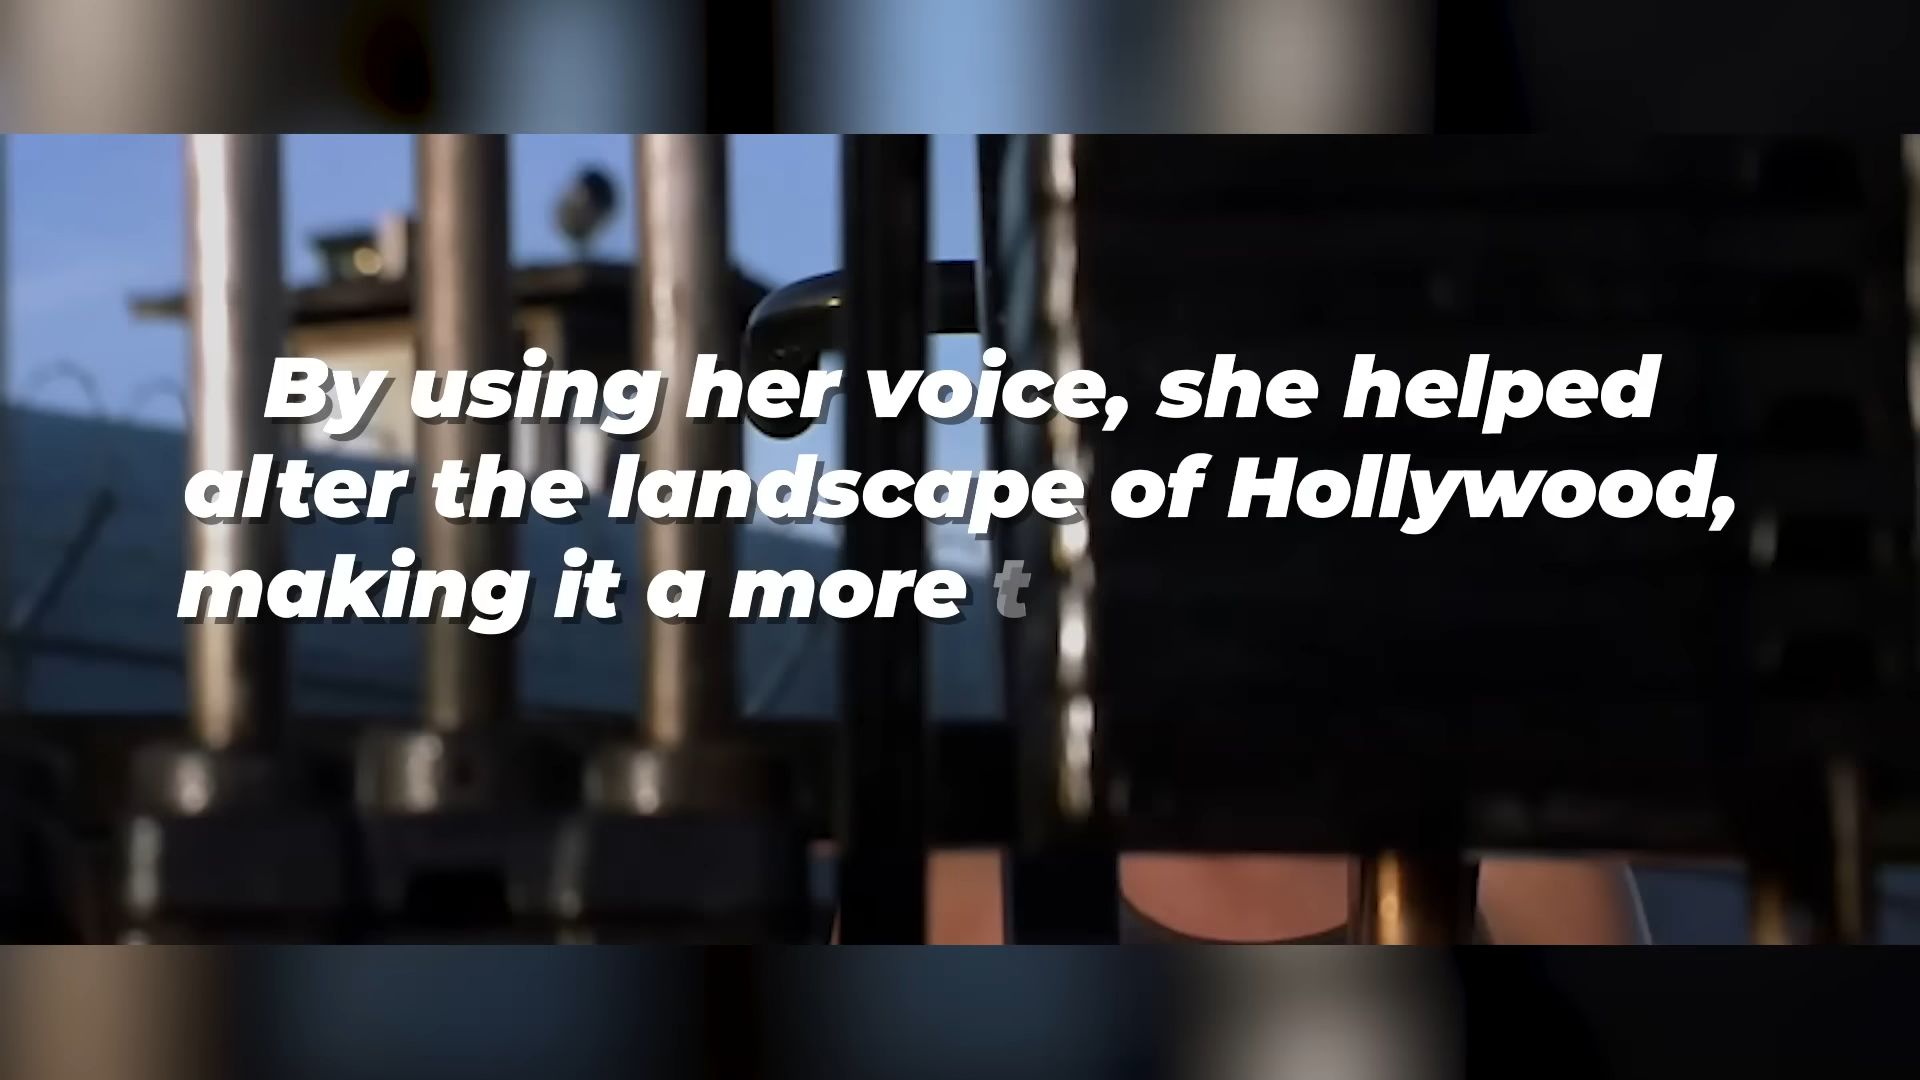 By using her voice, she helped
alter the landscape of Hollywood,
making it a more t